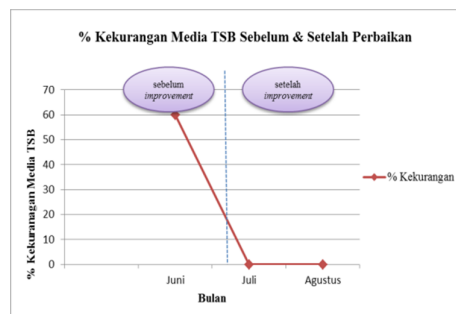 % Kekurangan Media TSB Sebelum & Setelah Perbaikan
sebelum
improvement
setelah
improvement
70
60
50
40
30
20
10
0
% Kekuranagan Media TSB
Juni
Juli
Agustus
Bulan
% Kekurangan